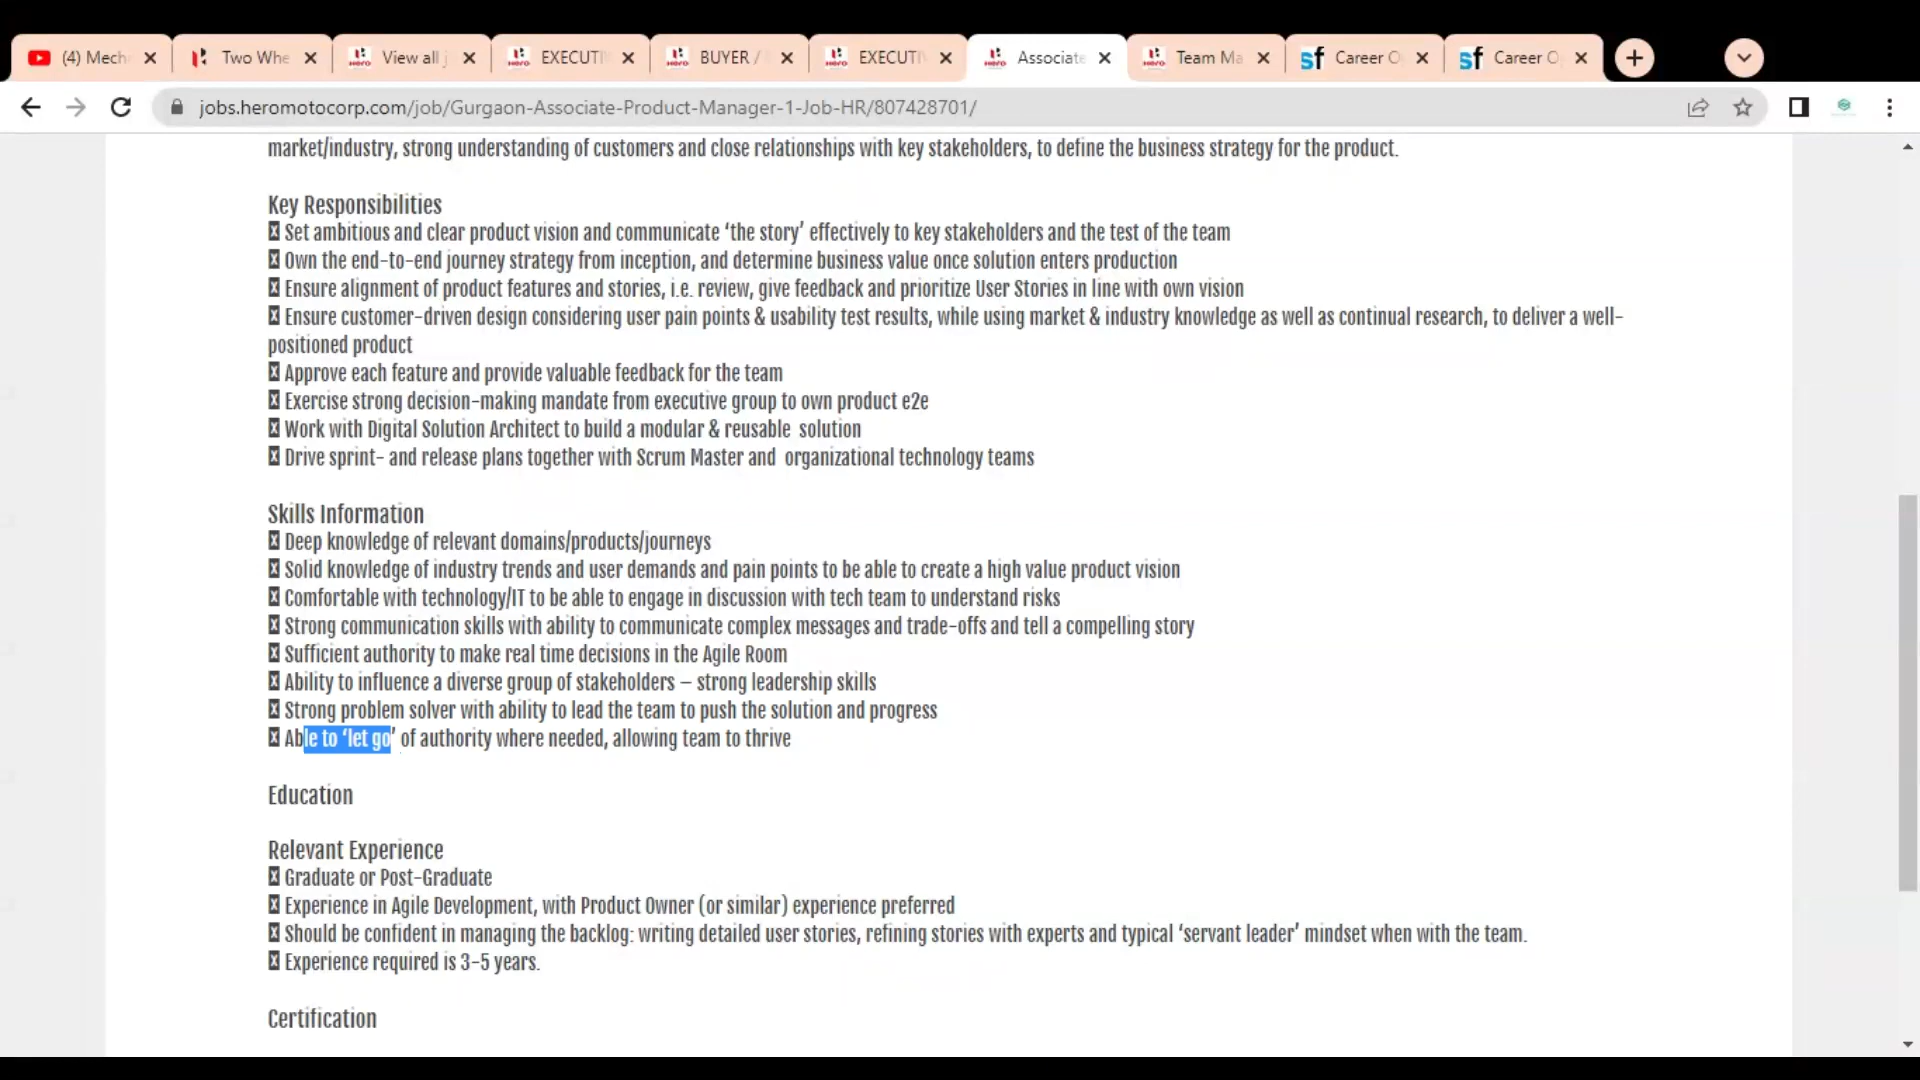 (4) Mech
Two Whe
View all j
EXECUTI
BUYER /
EXECUTI
Associate
Team Ma
Career O
Career O
jobs.heromotocorp.com/job/Gurgaon-Associate-Product-Manager-1-Job-HR/807428701/
market/industry, strong understanding of customers and close relationships with key stakeholders, to define the business strategy for the product.
Key Responsibilities
Set ambitious and clear product vision and communicate ‘the story’ effectively to key stakeholders and the test of the team
Own the end-to-end journey strategy from inception, and determine business value once solution enters production
Ensure alignment of product features and stories, i.e. review, give feedback and prioritize User Stories in line with own vision
Ensure customer-driven design considering user pain points & usability test results, while using market & industry knowledge as well as continual research, to deliver a well-
positioned product
Approve each feature and provide valuable feedback for the team
Exercise strong decision-making mandate from executive group to own product e2e
Work with Digital Solution Architect to build a modular & reusable solution
Drive sprint- and release plans together with Scrum Master and organizational technology teams
Skills Information
Deep knowledge of relevant domains/products/journeys
Solid knowledge of industry trends and user demands and pain points to be able to create a high value product vision
Comfortable with technology/IT to be able to engage in discussion with tech team to understand risks
Strong communication skills with ability to communicate complex messages and trade-offs and tell a compelling story
Sufficient authority to make real time decisions in the Agile Room
Ability to influence a diverse group of stakeholders – strong leadership skills
Strong problem solver with ability to lead the team to push the solution and progress
Able to ‘let go’ of authority where needed, allowing team to thrive
Education
Relevant Experience
Graduate or Post-Graduate
Experience in Agile Development, with Product Owner (or similar) experience preferred
Should be confident in managing the backlog: writing detailed user stories, refining stories with experts and typical ‘servant leader’ mindset when with the team.
Experience required is 3-5 years.
Certification